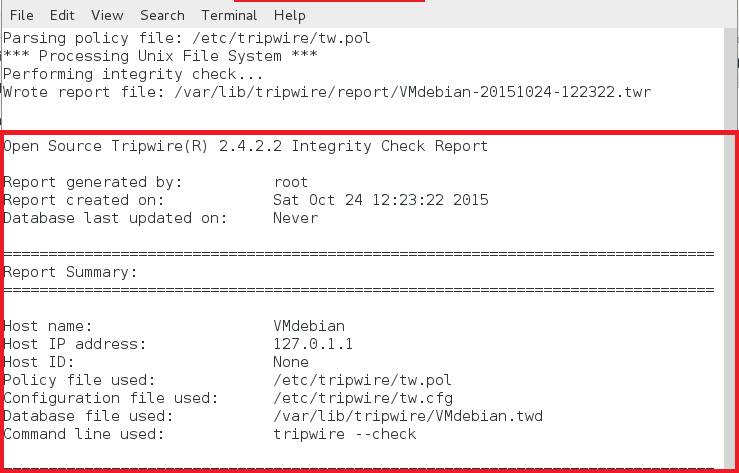 File Edit View Search Terminal Help
Parsing policy file: /etc/tripwire/tw.pol
*** Processing Unix File System ***
Performing integrity check...
Wrote report file: /var/lib/tripwire/report/VMdebian-20151024-122322.twr
Open Source Tripwire(R) 2.4.2.2 Integrity Check Report
Report generated by: root
Report created on: Sat Oct 24 12:23:22 2015
Database last updated on: Never
===============================================================================
Report Summary:
===============================================================================
Host name: VMdebian
Host IP address: 127.0.1.1
Host ID: None
Policy file used: /etc/tripwire/tw.pol
Configuration file used: /etc/tripwire/tw.cfg
Database file used: /var/lib/tripwire/VMdebian.twd
Command line used: tripwire --check
===============================================================================